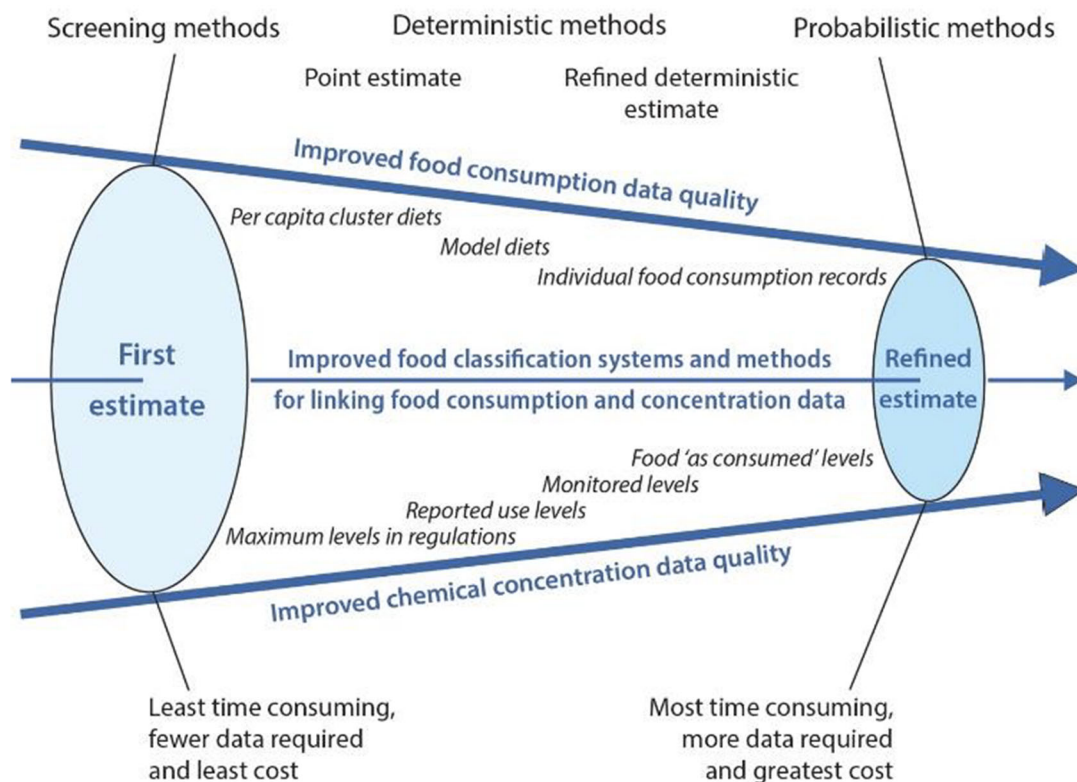 Screening methods
Deterministic methods
Probabilistic methods
Point estimate
Refined deterministic
estimate
Improved food consumption data quality
Per capita cluster diets
Model diets
Individual food consumption records
First
estimate
Improved food classification systems and methods
for linking food consumption and concentration data
Refined
estimate
Food ‘as consumed’ levels
Monitored levels
Reported use levels
Maximum levels in regulations
Improved chemical concentration data quality
Least time consuming,
fewer data required
and least cost
Most time consuming,
more data required
and greatest cost